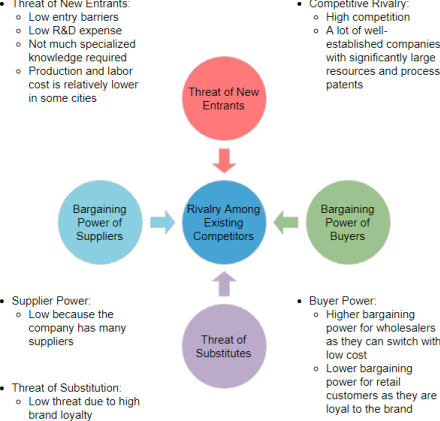 Threat of New Entrants:
Low entry barriers
Low R&D expense
Not much specialized
knowledge required
Production and labor
cost is relatively lower
in some cities
Competitive Rivalry:
High competition
A lot of well-
established companies
with significantly large
resources and process
patents
Threat of New
Entrants
Bargaining
Power of
Suppliers
Rivalry Among
Existing
Competitors
Bargaining
Power of
Buyers
Threat of
Substitutes
Supplier Power:
Low because the
company has many
suppliers
Threat of Substitution:
Low threat due to high
brand loyalty
Buyer Power:
Higher bargaining
power for wholesalers
as they can switch with
low cost
Lower bargaining
power for retail
customers as they are
loyal to the brand